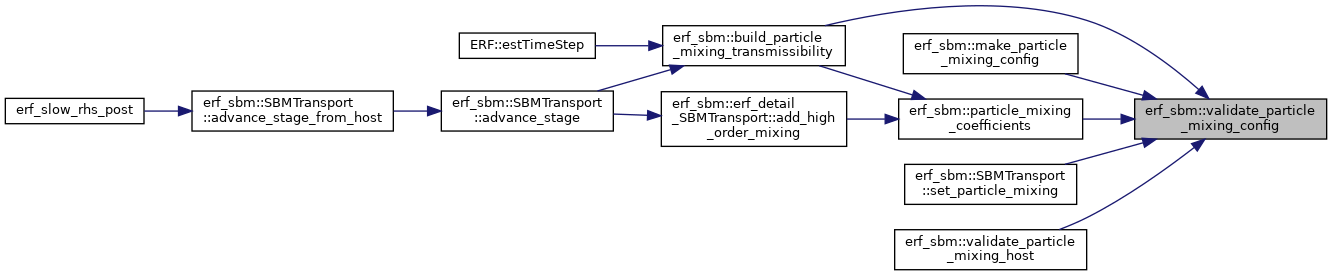 erf_slow_rhs_post
erf_sbm::SBMTransport
::advance_stage_from_host
ERF::estTimeStep
erf_sbm::SBMTransport
::advance_stage
erf_sbm::build_particle
_mixing_transmissibility
erf_sbm::erf_detail
_SBMTransport::add_high
_order_mixing
erf_sbm::make_particle
_mixing_config
erf_sbm::particle_mixing
_coefficients
erf_sbm::SBMTransport
::set_particle_mixing
erf_sbm::validate_particle
_mixing_host
erf_sbm::validate_particle
_mixing_config